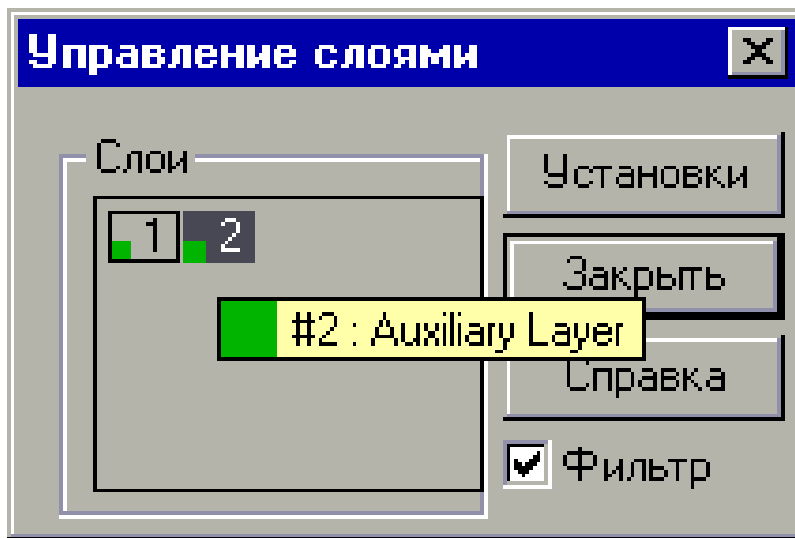 Управление слоями
Слои
1 2
#2 : Auxiliary Layer
Установки
Закрыть
Справка
Фильтр